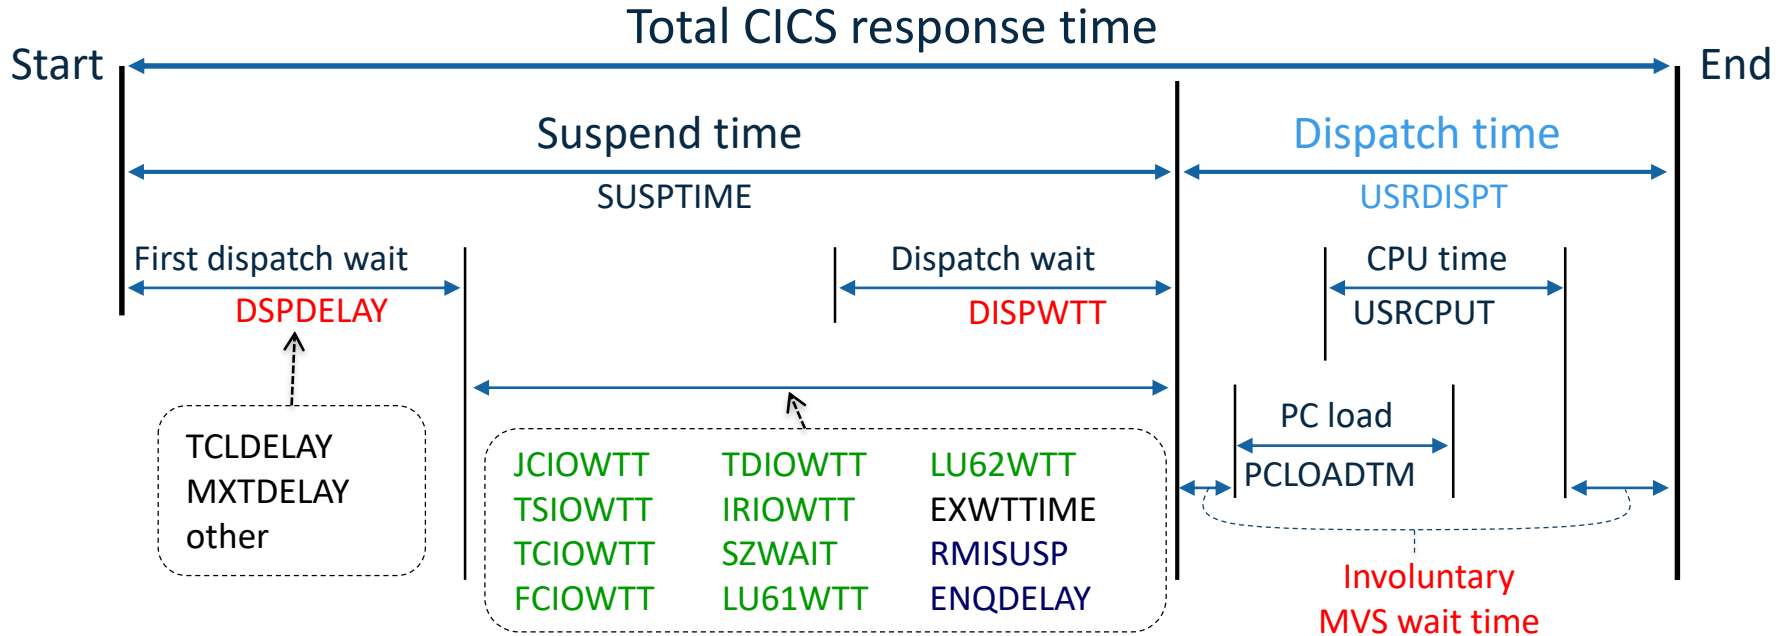 Total CICS response time
Start
End
Suspend time
Dispatch time
SUSPTIME
USRDISPT
First dispatch wait
Dispatch wait
CPU time
DSPDELAY
DISPWTT
USRCPUT
PC load
PCLOADTM
TCLDELAY
MXTDELAY
other
JCIOWTT TDIOWTT LU62WTT
TSIOWTT IRIOWTT EXWTTIME
TCIOWTT SZWAIT RMISUSP
FCIOWTT LU61WTT ENQDELAY
Involuntary
MVS wait time